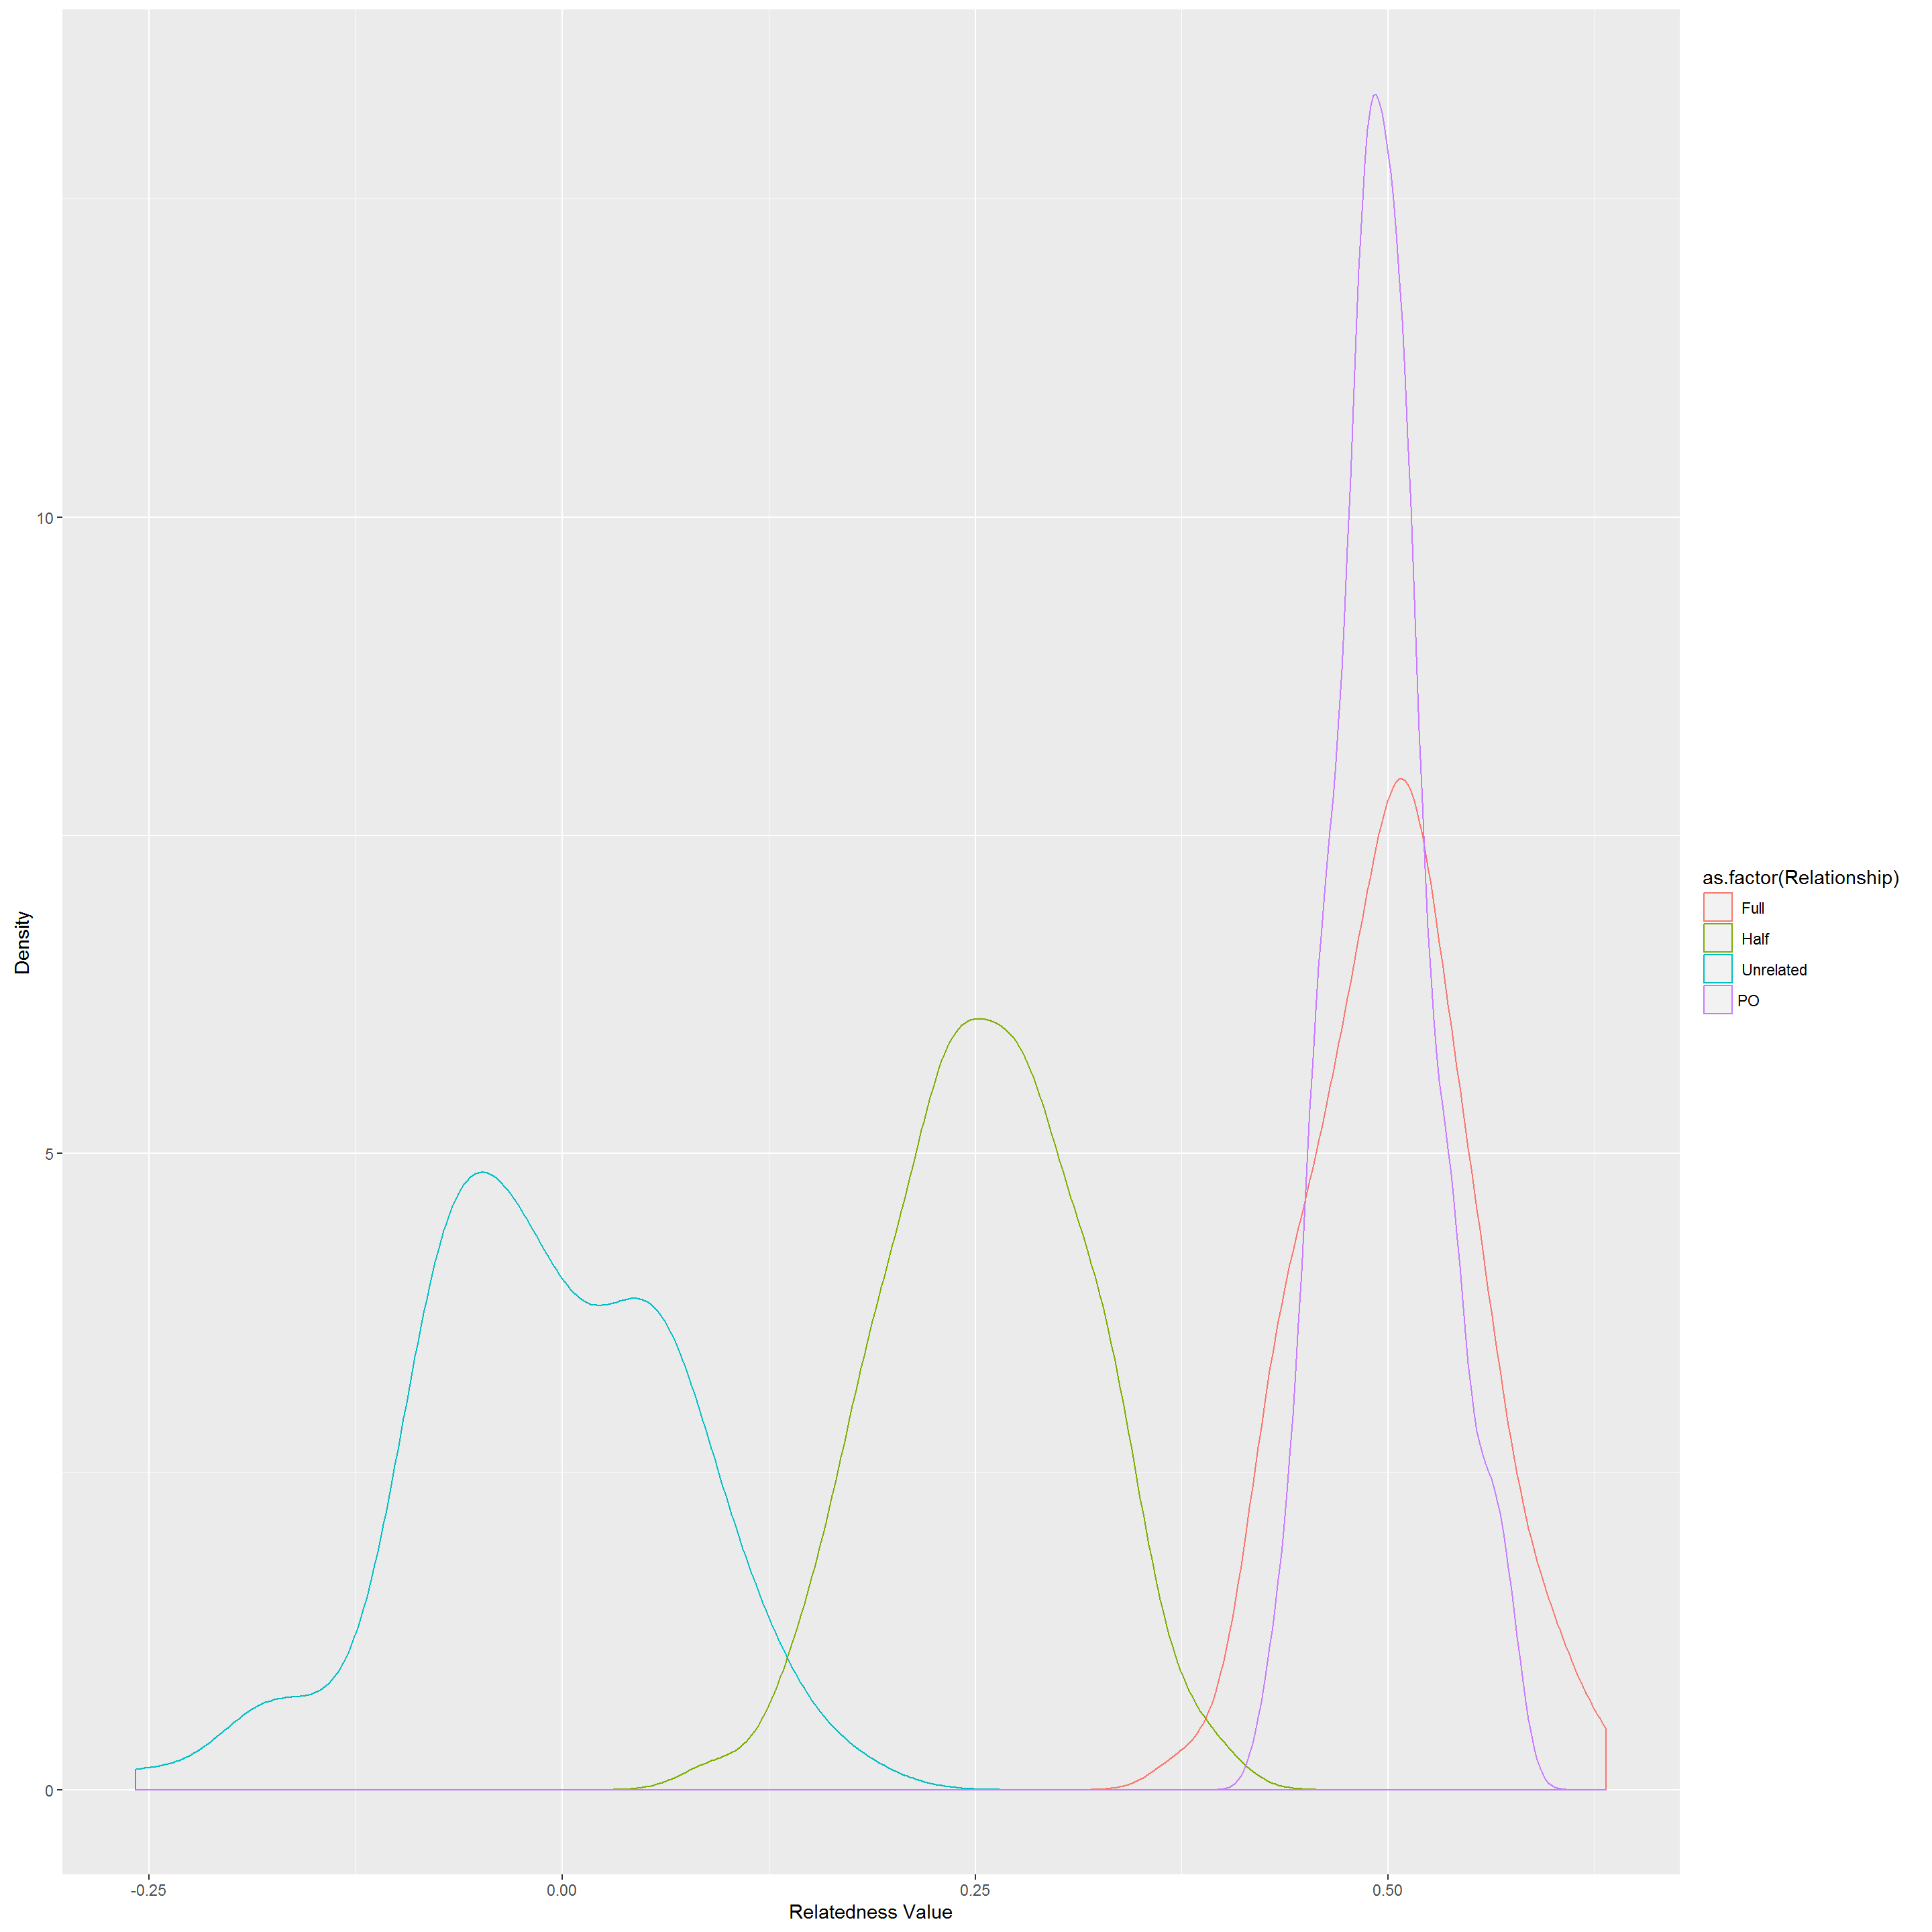 10
5
0
-0.25
0.00
0.25
0.50
Relatedness Value
Density
as.factor(Relationship)
Full
Half
Unrelated
PO